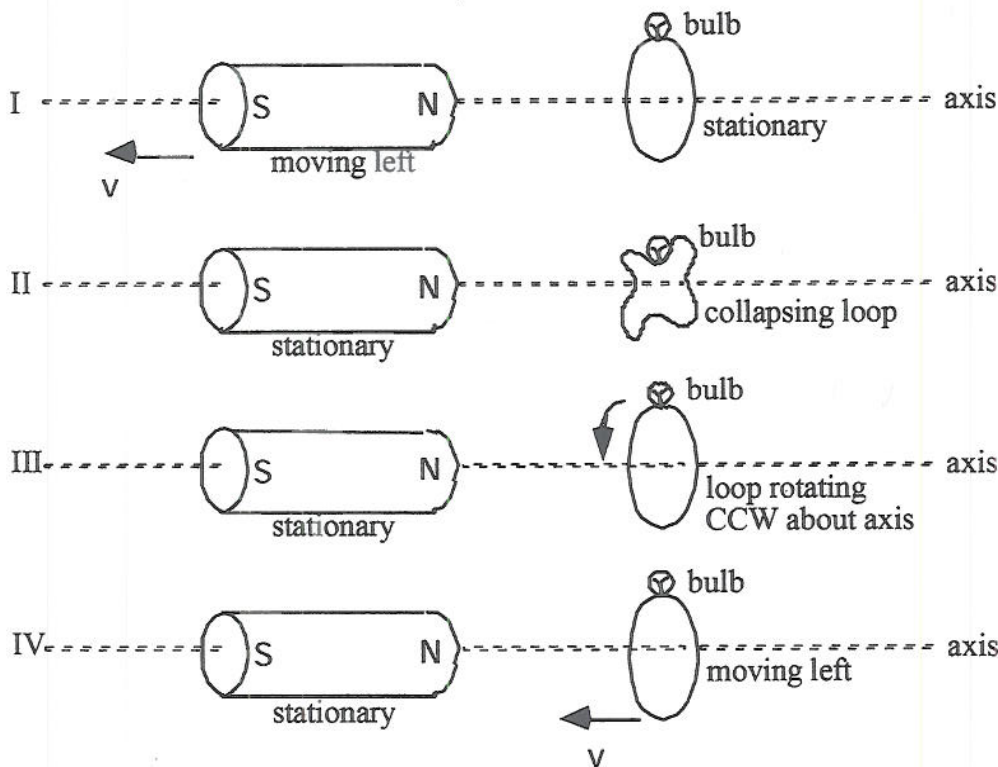 bulb
I S N axis
stationary
moving left
v
bulb
II S N axis
collapsing loop
stationary
bulb
III S N axis
loop rotating
CCW about axis
stationary
bulb
IV S N axis
moving left
stationary
v